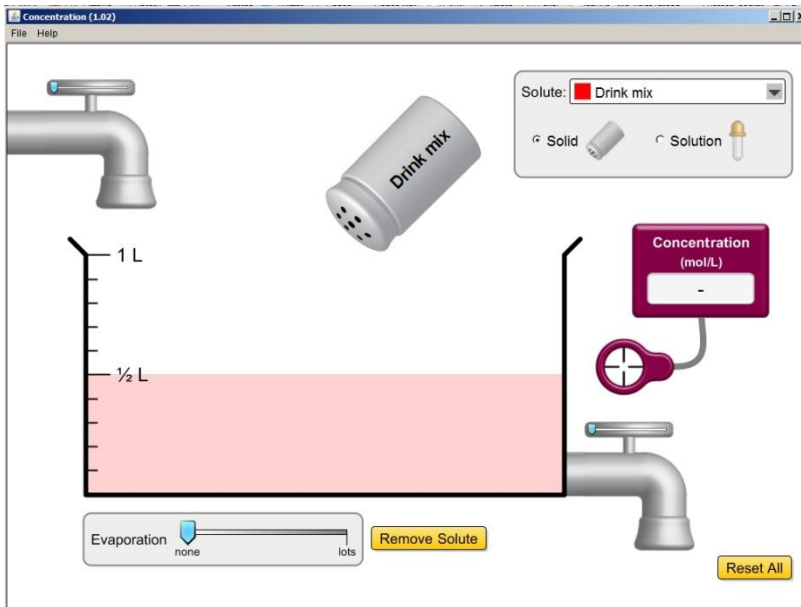 Concentration (1.02)
File Help
Solute: Drink mix
Solid
Solution
Drink mix
Concentration
(mol/L)
-
1 L
½ L
Evaporation
none
lots
Remove Solute
Reset All